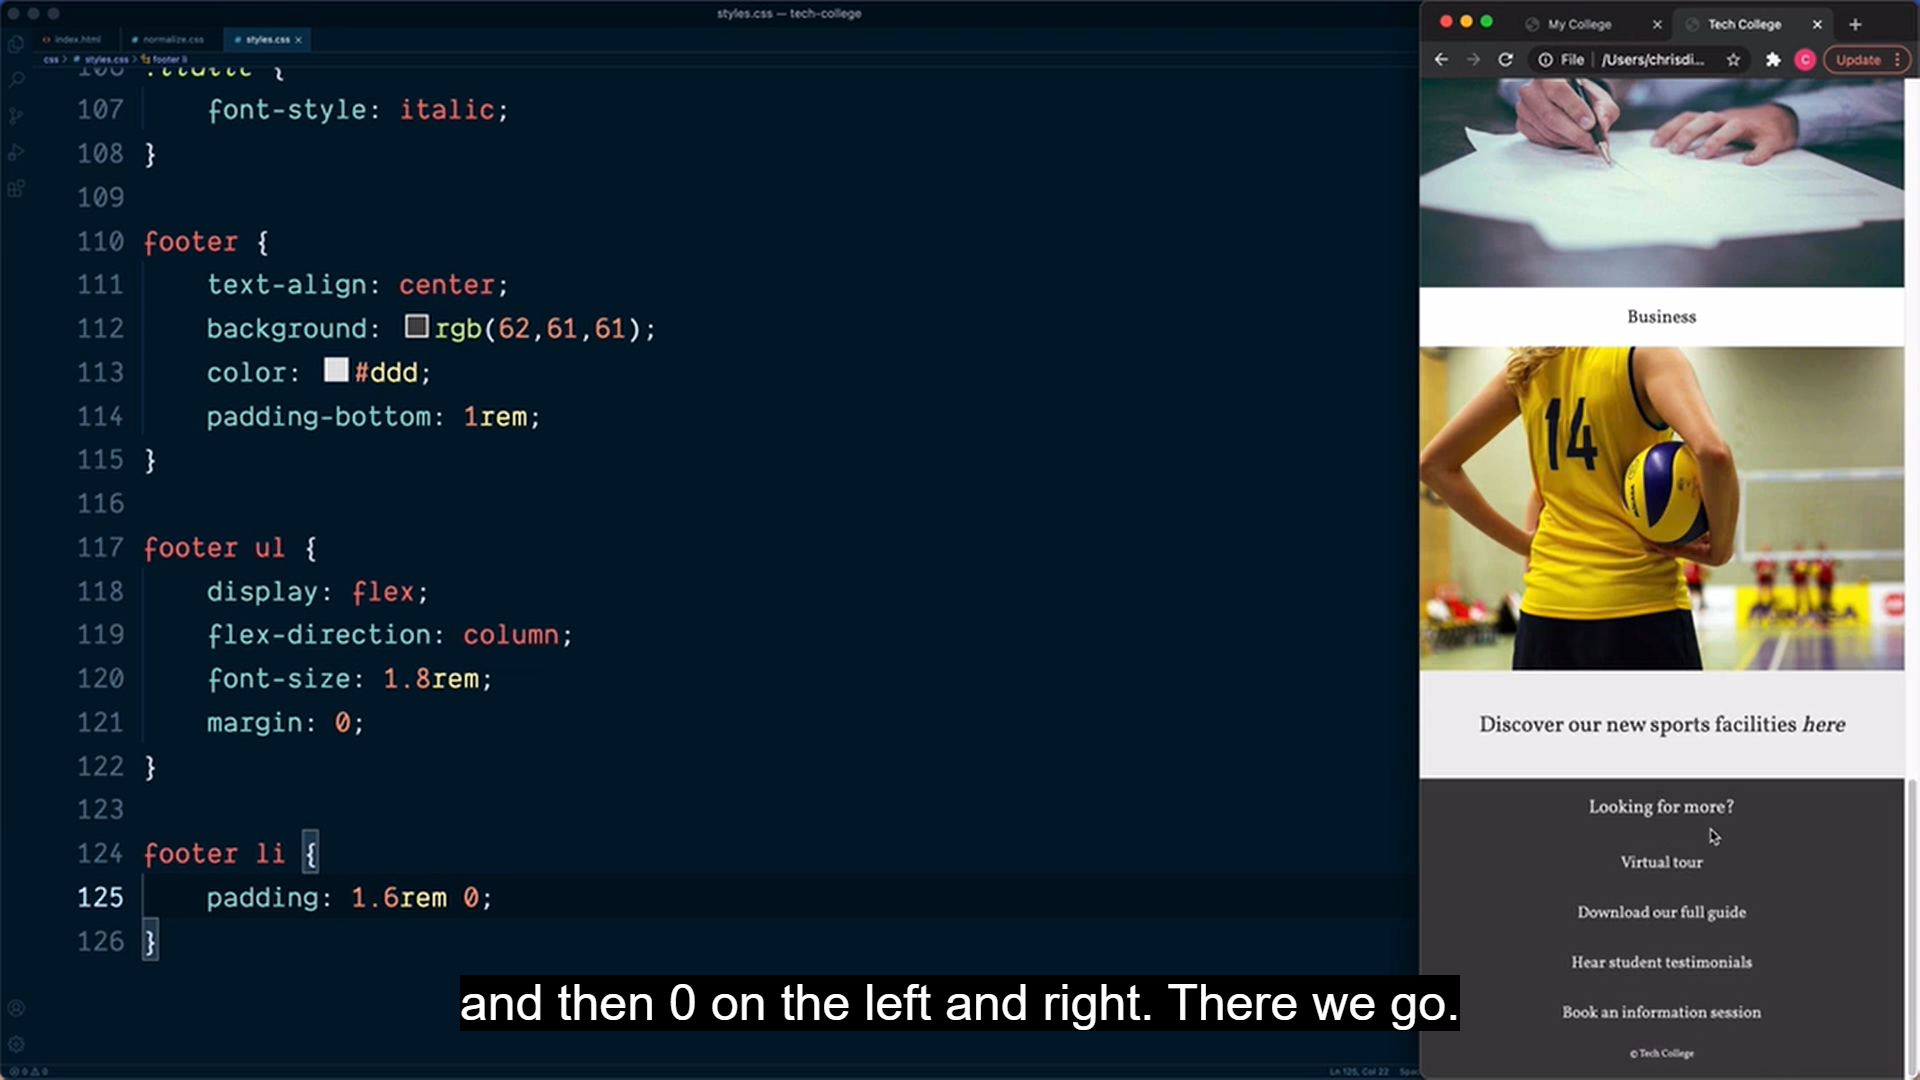 styles.css — tech-college
index.html
normalize.css
styles.css ×
css > # styles.css > footer li
106 .italic {
107 font-style: italic;
108 }
109
110 footer {
111 text-align: center;
112 background: rgb(62,61,61);
113 color: #ddd;
114 padding-bottom: 1rem;
115 }
116
117 footer ul {
118 display: flex;
119 flex-direction: column;
120 font-size: 1.8rem;
121 margin: 0;
122 }
123
124 footer li {
125 padding: 1.6rem 0;
126 }
Ln 125, Col 22
My College
Tech College
File /Users/chrisdi...
C
Update
Business
14
Discover our new sports facilities here
Looking for more?
Virtual tour
Download our full guide
Hear student testimonials
Book an information session
© Tech College
and then 0 on the left and right. There we go.